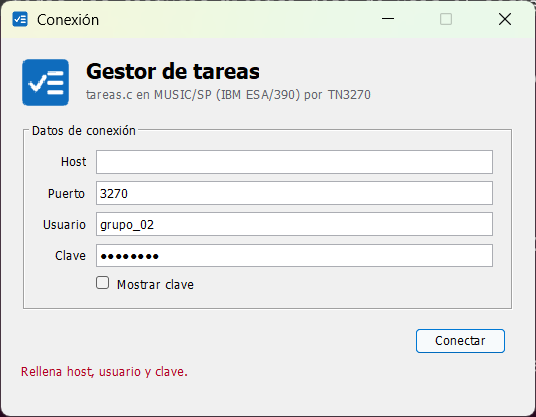 Conexión
Gestor de tareas
tareas.c en MUSIC/SP (IBM ESA/390) por TN3270
Datos de conexión
Host
Puerto 3270
Usuario grupo_02
Clave ●●●●●●●●
Mostrar clave
Conectar
Rellena host, usuario y clave.